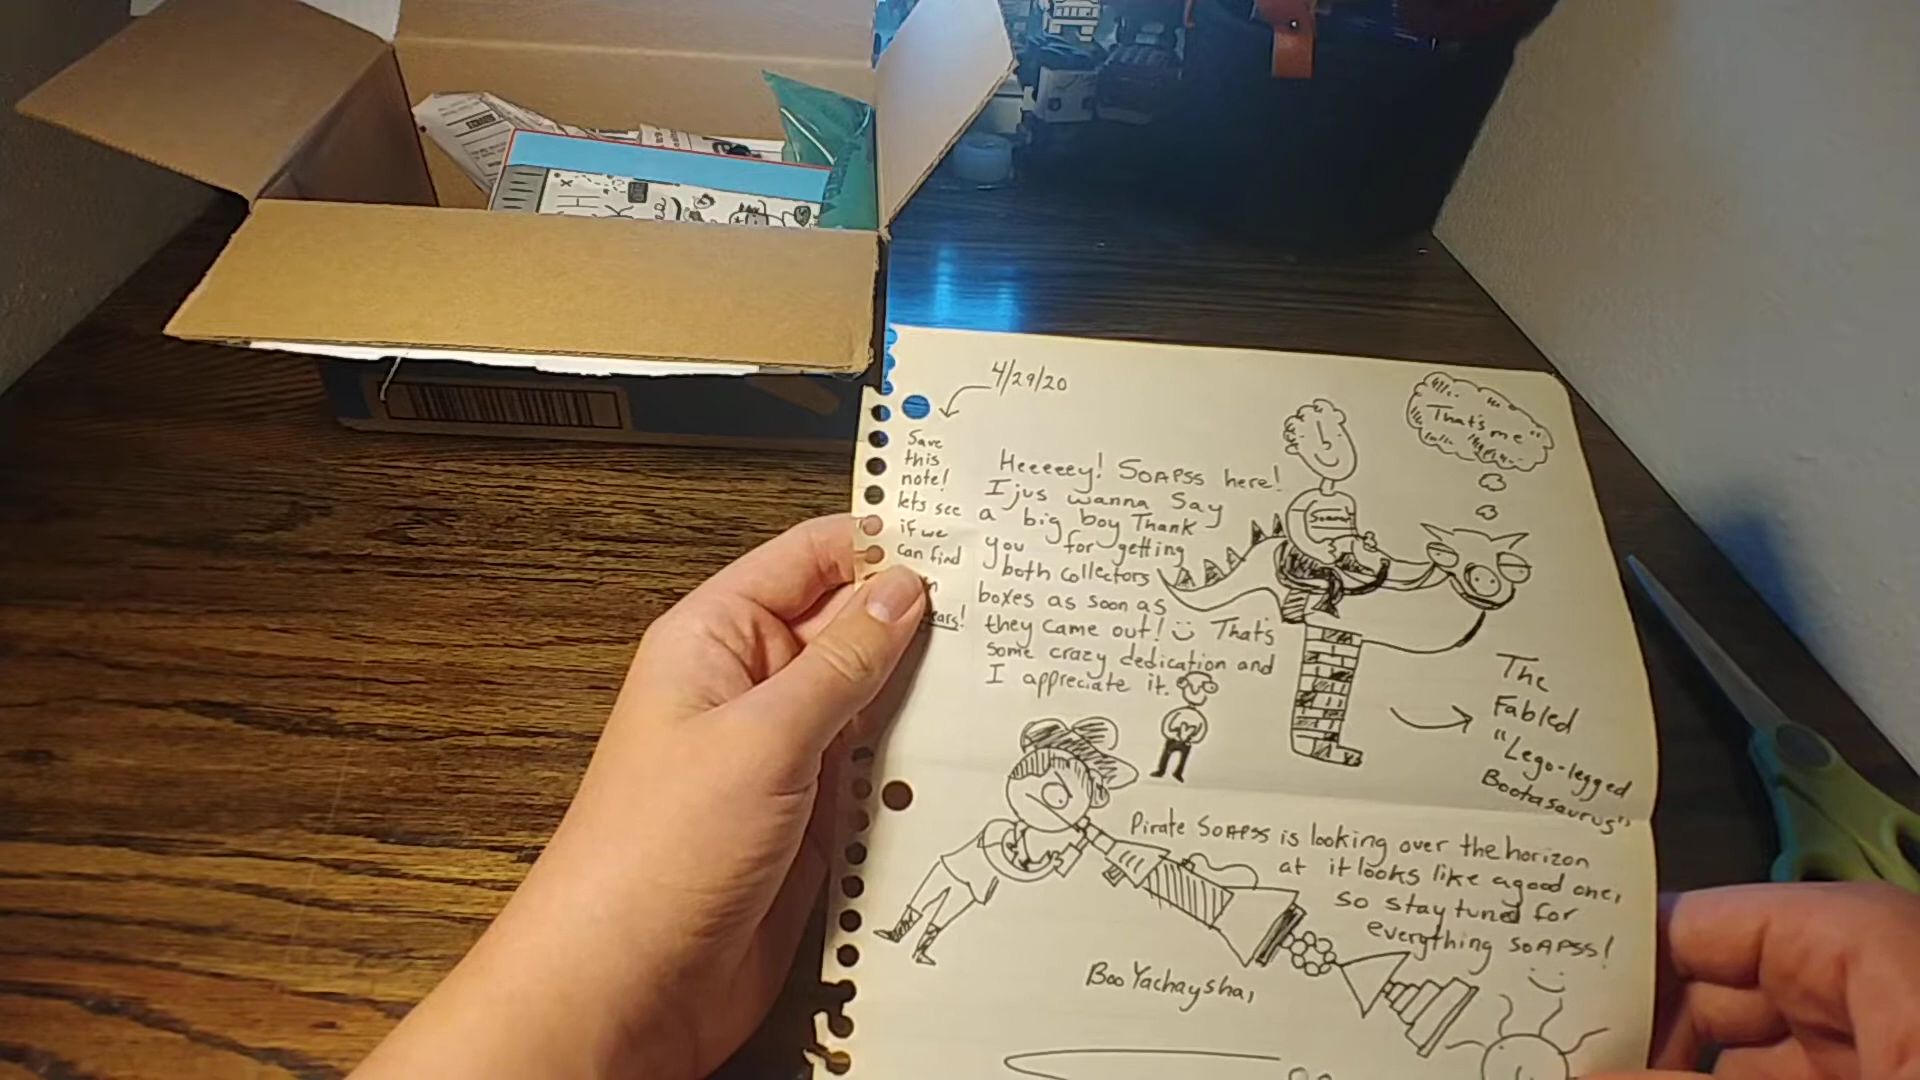 4/29/20
Save
this
note!
lets see
if we
can find
Heeeeey! SOAPSS here!
I jus wanna Say
a big boy Thank
you for getting
both collectors
boxes as soon as
they came out! That's
some crazy dedication and
I appreciate it.
"That's me"
The
Fabled
"Lego-legged
Bootasaurus"
Pirate SOAPSS is looking over the horizon
at it looks like a good one,
so stay tuned for
everything SOAPSS!
Boo Yachaysha,